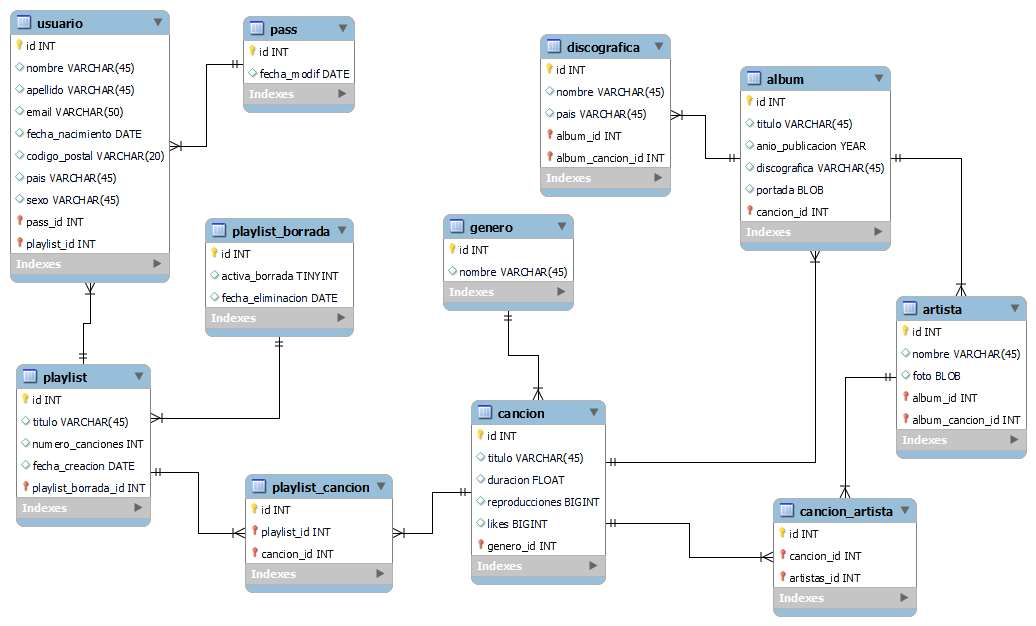 usuario
id INT
nombre VARCHAR(45)
apellido VARCHAR(45)
email VARCHAR(50)
fecha_nacimiento DATE
codigo_postal VARCHAR(20)
pais VARCHAR(45)
sexo VARCHAR(45)
pass_id INT
playlist_id INT
Indexes
pass
id INT
fecha_modif DATE
Indexes
discografica
id INT
nombre VARCHAR(45)
pais VARCHAR(45)
album_id INT
album_cancion_id INT
Indexes
album
id INT
titulo VARCHAR(45)
anio_publicacion YEAR
discografica VARCHAR(45)
portada BLOB
cancion_id INT
Indexes
playlist_borrada
id INT
activa_borrada TINYINT
fecha_eliminacion DATE
Indexes
genero
id INT
nombre VARCHAR(45)
Indexes
artista
id INT
nombre VARCHAR(45)
foto BLOB
album_id INT
album_cancion_id INT
Indexes
playlist
id INT
titulo VARCHAR(45)
numero_canciones INT
fecha_creacion DATE
playlist_borrada_id INT
Indexes
cancion
id INT
titulo VARCHAR(45)
duracion FLOAT
reproducciones BIGINT
likes BIGINT
genero_id INT
Indexes
playlist_cancion
id INT
playlist_id INT
cancion_id INT
Indexes
cancion_artista
id INT
cancion_id INT
artistas_id INT
Indexes